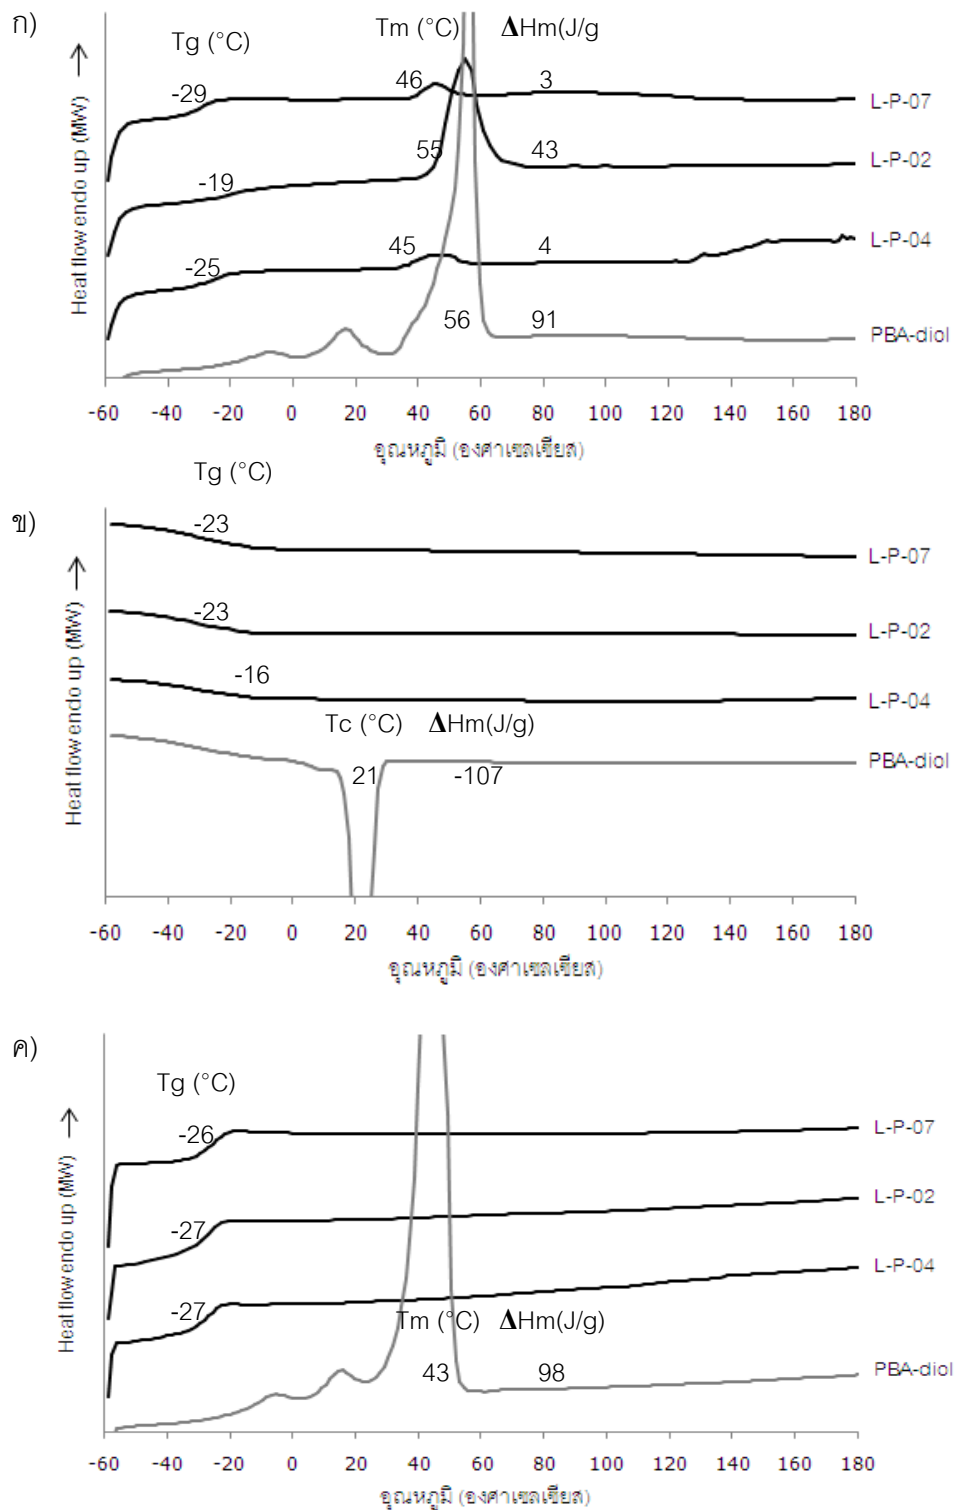 ก)
Tg (°C) Tm (°C) ΔHm(J/g
-29 46 3 L-P-07
-19 55 43 L-P-02
-25 45 4 L-P-04
56 91 PBA-diol
Heat flow endo up (MW)
-60 -40 -20 0 20 40 60 80 100 120 140 160 180
อุณหภูมิ (องศาเซลเซียส)
Tg (°C)
ข)
-23 L-P-07
-23 L-P-02
-16 L-P-04
Tc (°C) ΔHm(J/g)
21 -107 PBA-diol
Heat flow endo up (MW)
-60 -40 -20 0 20 40 60 80 100 120 140 160 180
อุณหภูมิ (องศาเซลเซียส)
ค)
Tg (°C)
-26 L-P-07
-27 L-P-02
-27 L-P-04
Tm (°C) ΔHm(J/g)
43 98 PBA-diol
Heat flow endo up (MW)
-60 -40 -20 0 20 40 60 80 100 120 140 160 180
อุณหภูมิ (องศาเซลเซียส)